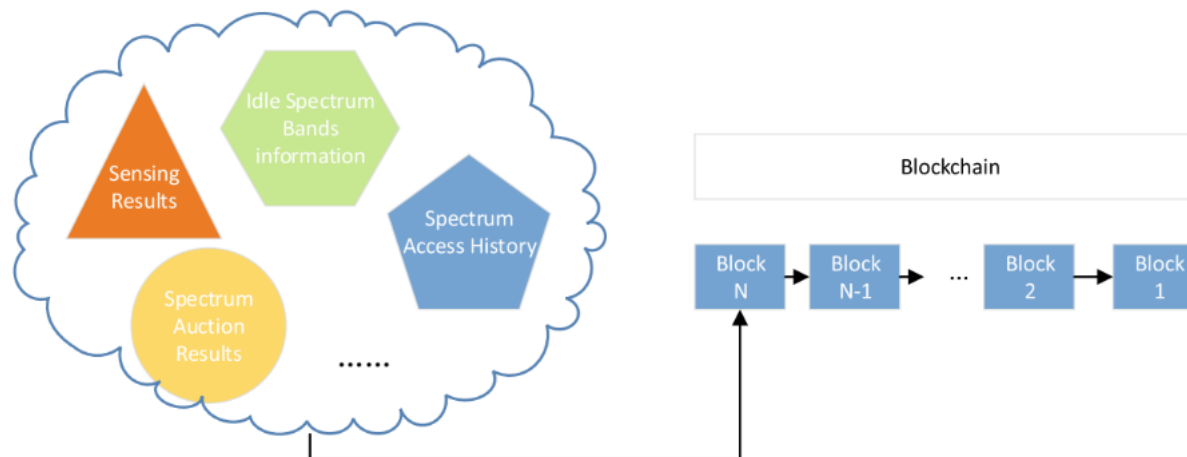 Idle Spectrum
Bands
information
Sensing
Results
Spectrum
Access History
Spectrum
Auction
Results
......
Blockchain
Block
N
Block
N-1
...
Block
2
Block
1